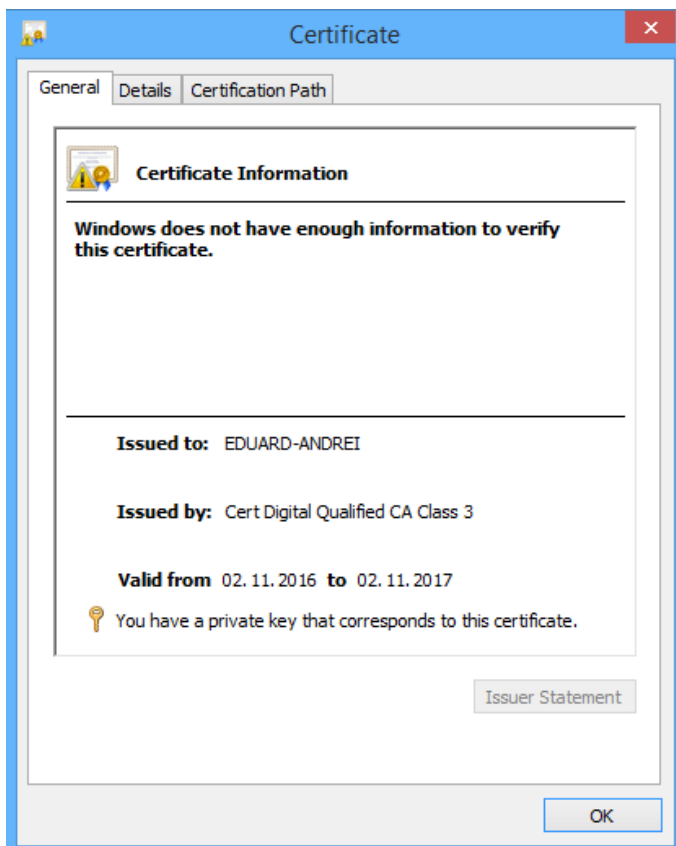 Certificate
General Details Certification Path
Certificate Information
Windows does not have enough information to verify
this certificate.
Issued to: EDUARD-ANDREI
Issued by: Cert Digital Qualified CA Class 3
Valid from 02.11.2016 to 02.11.2017
You have a private key that corresponds to this certificate.
Issuer Statement
OK